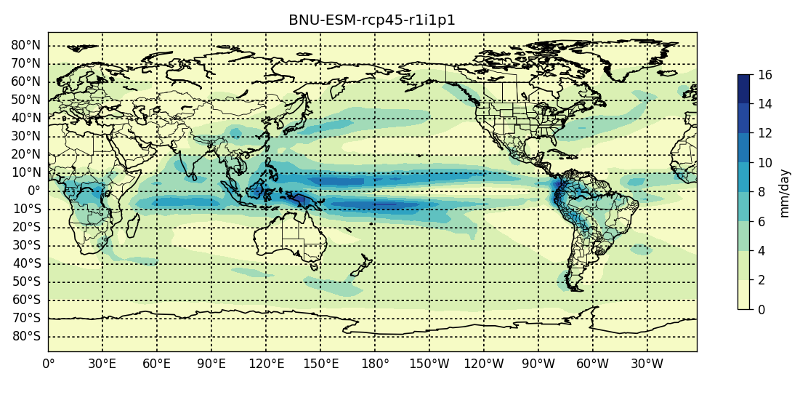 BNU-ESM-rcp45-r1i1p1
80°N
70°N
60°N
50°N
40°N
30°N
20°N
10°N
0°
10°S
20°S
30°S
40°S
50°S
60°S
70°S
80°S
0° 30°E 60°E 90°E 120°E 150°E 180° 150°W 120°W 90°W 60°W 30°W
16
14
12
10
8
6
4
2
0
mm/day